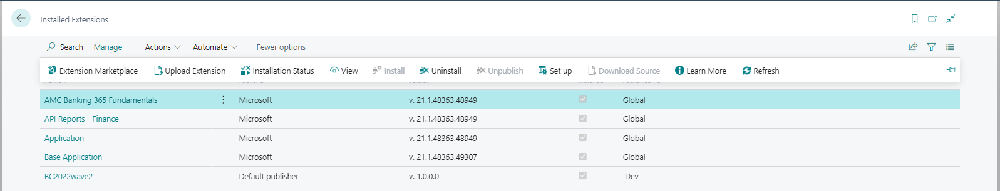 Installed Extensions
Search Manage Actions Automate Fewer options
Extension Marketplace Upload Extension Installation Status View Install Uninstall Unpublish Set up Download Source Learn More Refresh
AMC Banking 365 Fundamentals Microsoft v. 21.1.48363.48949 Global
API Reports - Finance Microsoft v. 21.1.48363.48949 Global
Application Microsoft v. 21.1.48363.48949 Global
Base Application Microsoft v. 21.1.48363.49307 Global
BC2022wave2 Default publisher v. 1.0.0.0 Dev